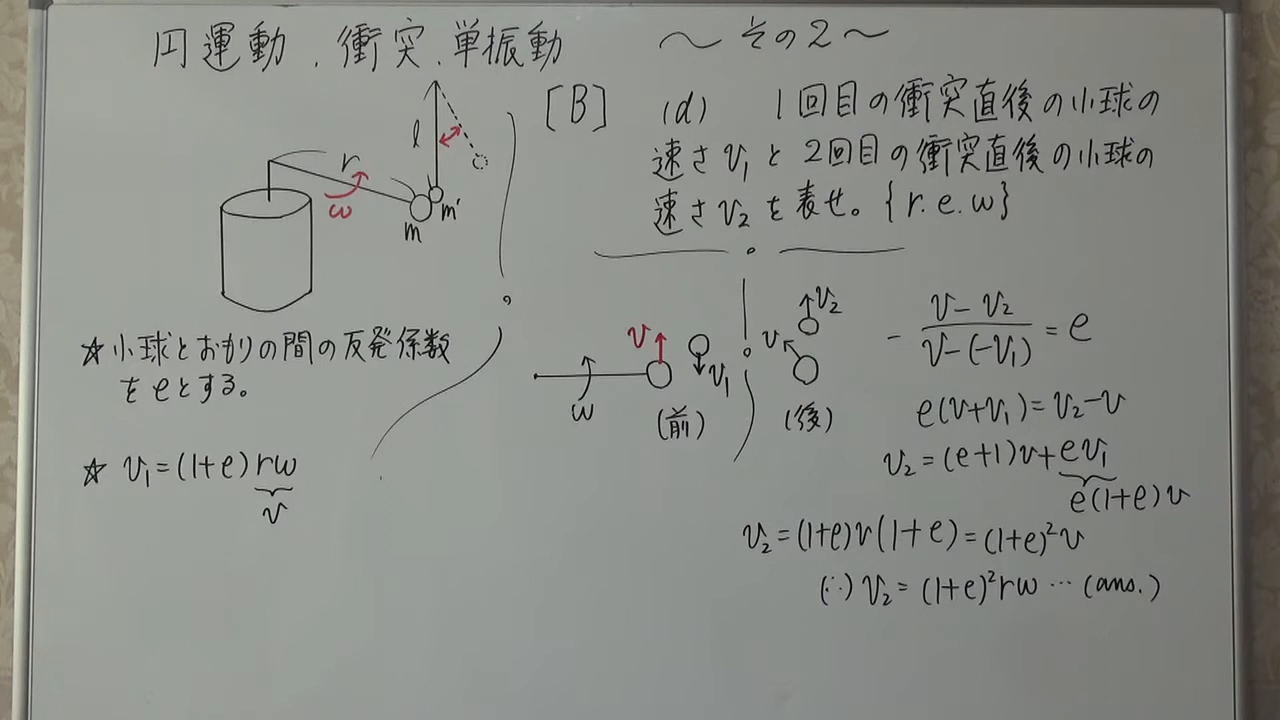 円運動、衝突、単振動 〜その2〜
l
r
ω
m
m'
[B] (d) 1回目の衝突直後の小球の
速さv₁と2回目の衝突直後の小球の
速さv₂を表せ。{r.e.ω}
☆小球とおもりの間の反発係数
をeとする。
☆ v₁=(1+e)rω
v
v
ω
v₁
(前)
v₂
v
(後)
- (v-v₂)/(v-(-v₁)) = e
e(v+v₁)=v₂-v
v₂=(e+1)v+ev₁
e(1+e)v
v₂=(1+e)v(1+e)=(1+e)²v
(∴) v₂=(1+e)²rω … (ans.)